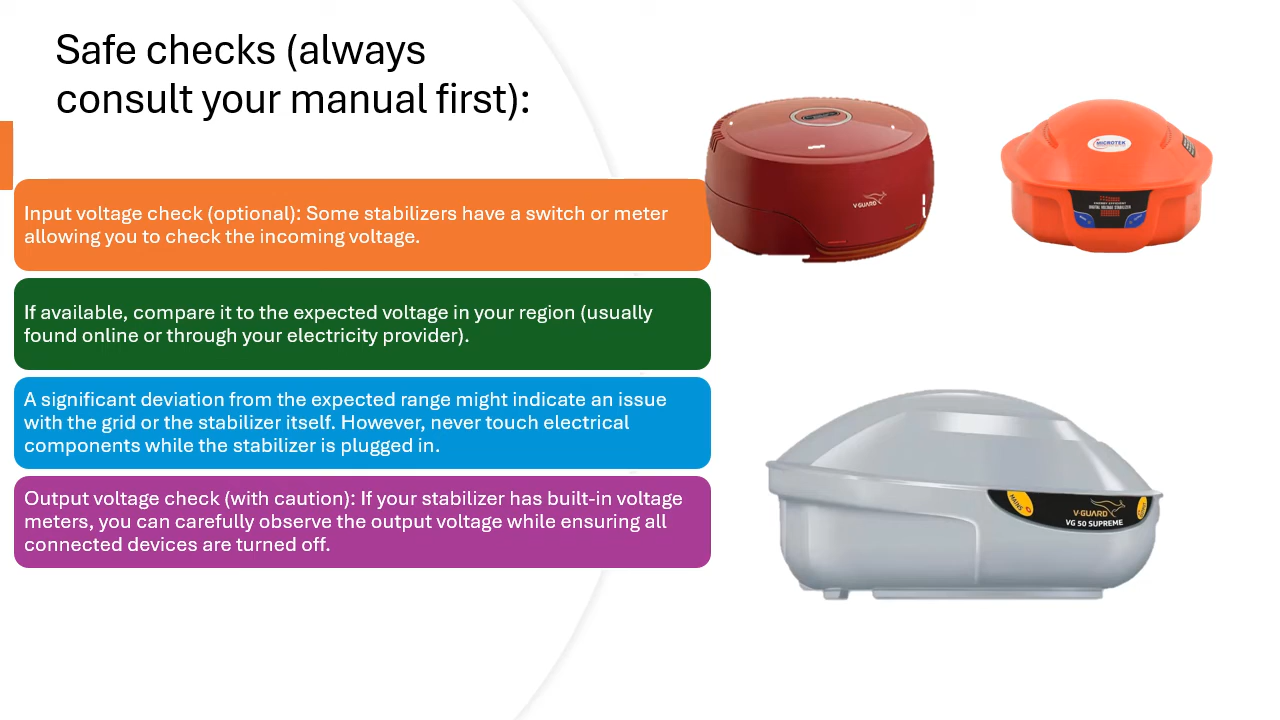 Safe checks (always
consult your manual first):
Input voltage check (optional): Some stabilizers have a switch or meter
allowing you to check the incoming voltage.
If available, compare it to the expected voltage in your region (usually
found online or through your electricity provider).
A significant deviation from the expected range might indicate an issue
with the grid or the stabilizer itself. However, never touch electrical
components while the stabilizer is plugged in.
Output voltage check (with caution): If your stabilizer has built-in voltage
meters, you can carefully observe the output voltage while ensuring all
connected devices are turned off.
V-GUARD
MICROTEK
DIGITAL VOLTAGE STABILIZER
MAINS
V-GUARD
VG 50 SUPREME